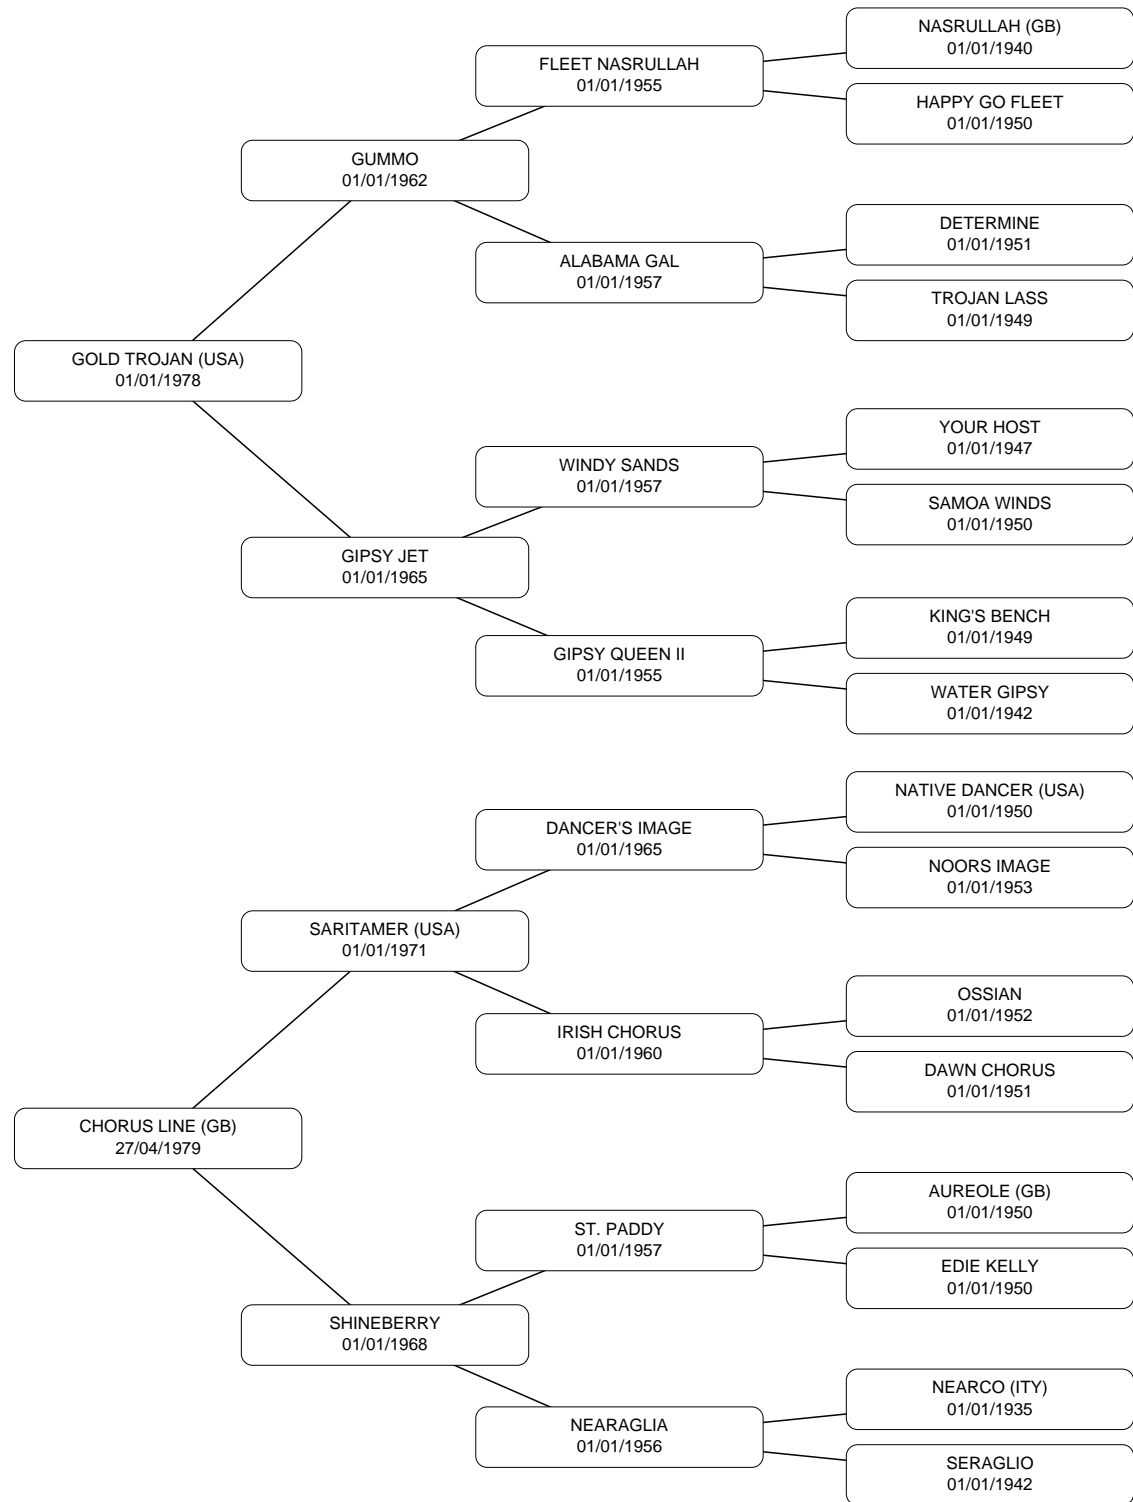 NASRULLAH (GB)
01/01/1940
FLEET NASRULLAH
01/01/1955
HAPPY GO FLEET
01/01/1950
GUMMO
01/01/1962
DETERMINE
01/01/1951
ALABAMA GAL
01/01/1957
TROJAN LASS
01/01/1949
GOLD TROJAN (USA)
01/01/1978
YOUR HOST
01/01/1947
WINDY SANDS
01/01/1957
SAMOA WINDS
01/01/1950
GIPSY JET
01/01/1965
KING'S BENCH
01/01/1949
GIPSY QUEEN II
01/01/1955
WATER GIPSY
01/01/1942
NATIVE DANCER (USA)
01/01/1950
DANCER'S IMAGE
01/01/1965
NOORS IMAGE
01/01/1953
SARITAMER (USA)
01/01/1971
OSSIAN
01/01/1952
IRISH CHORUS
01/01/1960
DAWN CHORUS
01/01/1951
CHORUS LINE (GB)
27/04/1979
AUREOLE (GB)
01/01/1950
ST. PADDY
01/01/1957
EDIE KELLY
01/01/1950
SHINEBERRY
01/01/1968
NEARCO (ITY)
01/01/1935
NEARAGLIA
01/01/1956
SERAGLIO
01/01/1942